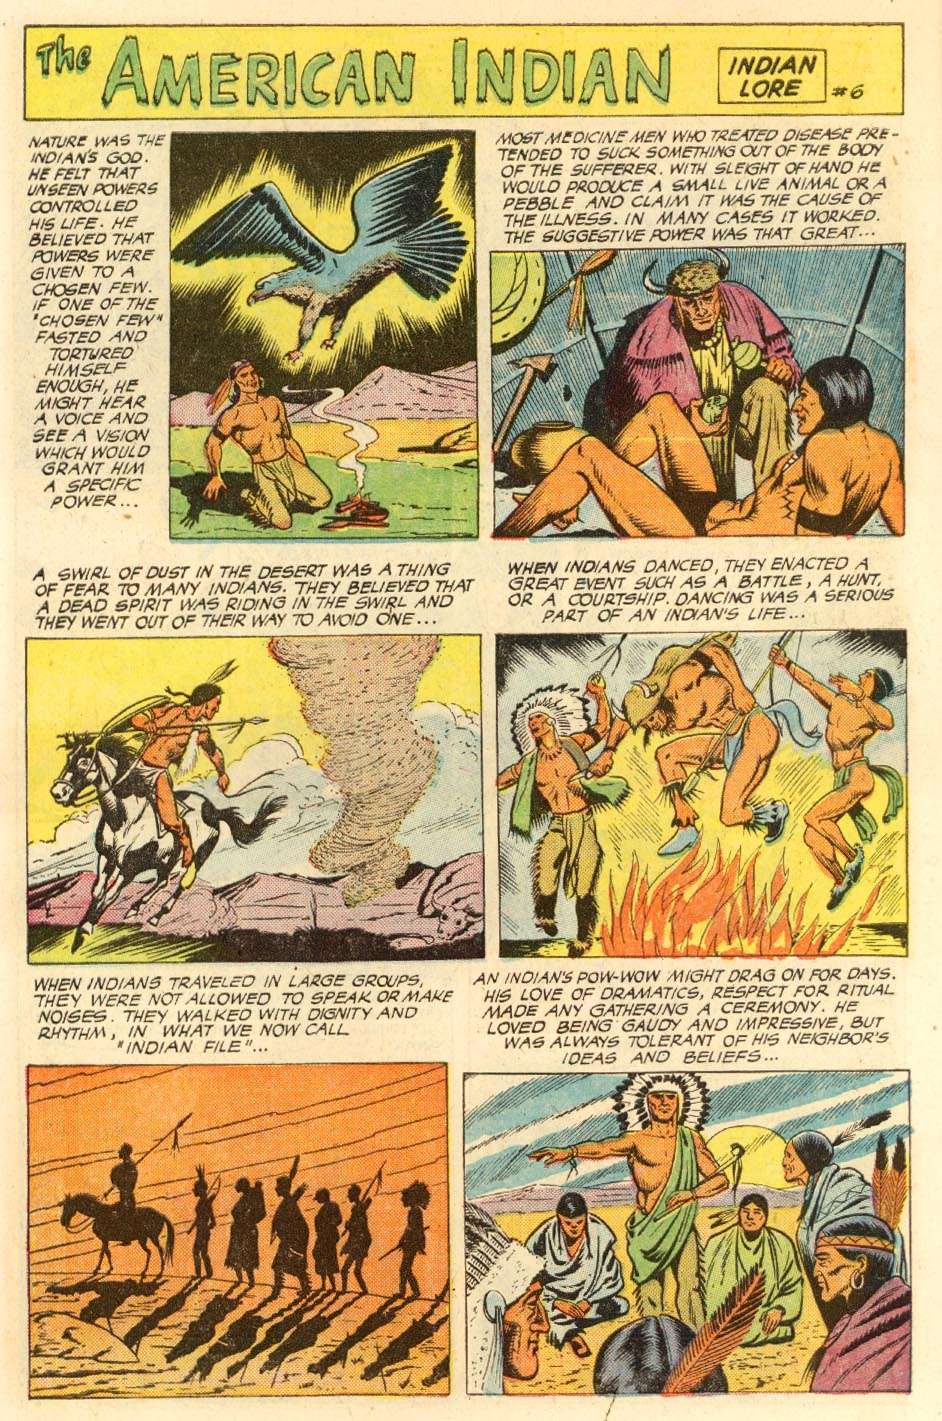 The AMERICAN INDIAN
INDIAN
LORE #6
NATURE WAS THE
INDIAN'S GOD.
HE FELT THAT
UNSEEN POWERS
CONTROLLED
HIS LIFE. HE
BELIEVED THAT
POWERS WERE
GIVEN TO A
CHOSEN FEW.
IF ONE OF THE
"CHOSEN FEW"
FASTED AND
TORTURED
HIMSELF
ENOUGH, HE
MIGHT HEAR
A VOICE AND
SEE A VISION
WHICH WOULD
GRANT HIM
A SPECIFIC
POWER...
MOST MEDICINE MEN WHO TREATED DISEASE PRE-
TENDED TO SUCK SOMETHING OUT OF THE BODY
OF THE SUFFERER. WITH SLEIGHT OF HAND HE
WOULD PRODUCE A SMALL LIVE ANIMAL OR A
PEBBLE AND CLAIM IT WAS THE CAUSE OF
THE ILLNESS. IN MANY CASES IT WORKED.
THE SUGGESTIVE POWER WAS THAT GREAT...
A SWIRL OF DUST IN THE DESERT WAS A THING
OF FEAR TO MANY INDIANS. THEY BELIEVED THAT
A DEAD SPIRIT WAS RIDING IN THE SWIRL AND
THEY WENT OUT OF THEIR WAY TO AVOID ONE...
WHEN INDIANS DANCED, THEY ENACTED A
GREAT EVENT SUCH AS A BATTLE, A HUNT,
OR A COURTSHIP. DANCING WAS A SERIOUS
PART OF AN INDIAN'S LIFE...
WHEN INDIANS TRAVELED IN LARGE GROUPS,
THEY WERE NOT ALLOWED TO SPEAK OR MAKE
NOISES. THEY WALKED WITH DIGNITY AND
RHYTHM, IN WHAT WE NOW CALL
"INDIAN FILE"...
AN INDIAN'S POW-WOW MIGHT DRAG ON FOR DAYS.
HIS LOVE OF DRAMATICS, RESPECT FOR RITUAL
MADE ANY GATHERING A CEREMONY. HE
LOVED BEING GAUDY AND IMPRESSIVE, BUT
WAS ALWAYS TOLERANT OF HIS NEIGHBOR'S
IDEAS AND BELIEFS...